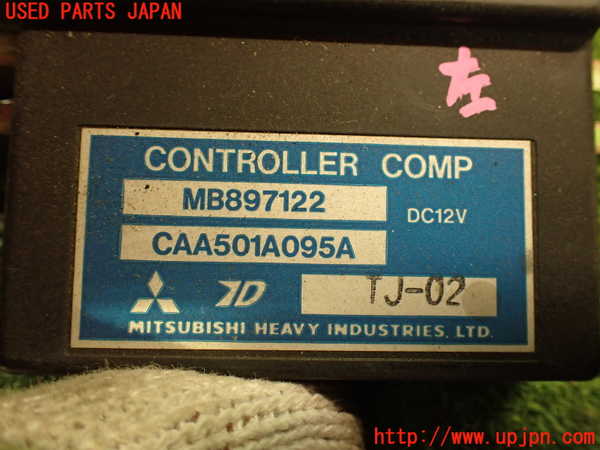 USED PARTS JAPAN
左
CONTROLLER COMP
MB897122
DC12V
CAA501A095A
TJ-02
MITSUBISHI HEAVY INDUSTRIES, LTD.
http://www.upjpn.com/